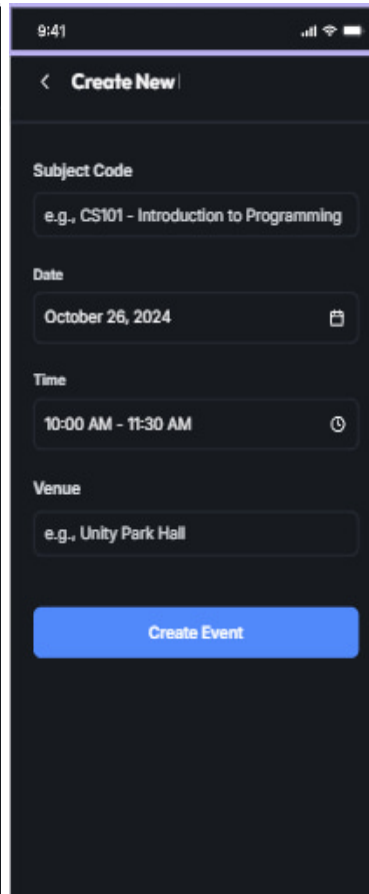 9:41
Create New
Subject Code
e.g., CS101 - Introduction to Programming
Date
October 26, 2024
Time
10:00 AM - 11:30 AM
Venue
e.g., Unity Park Hall
Create Event